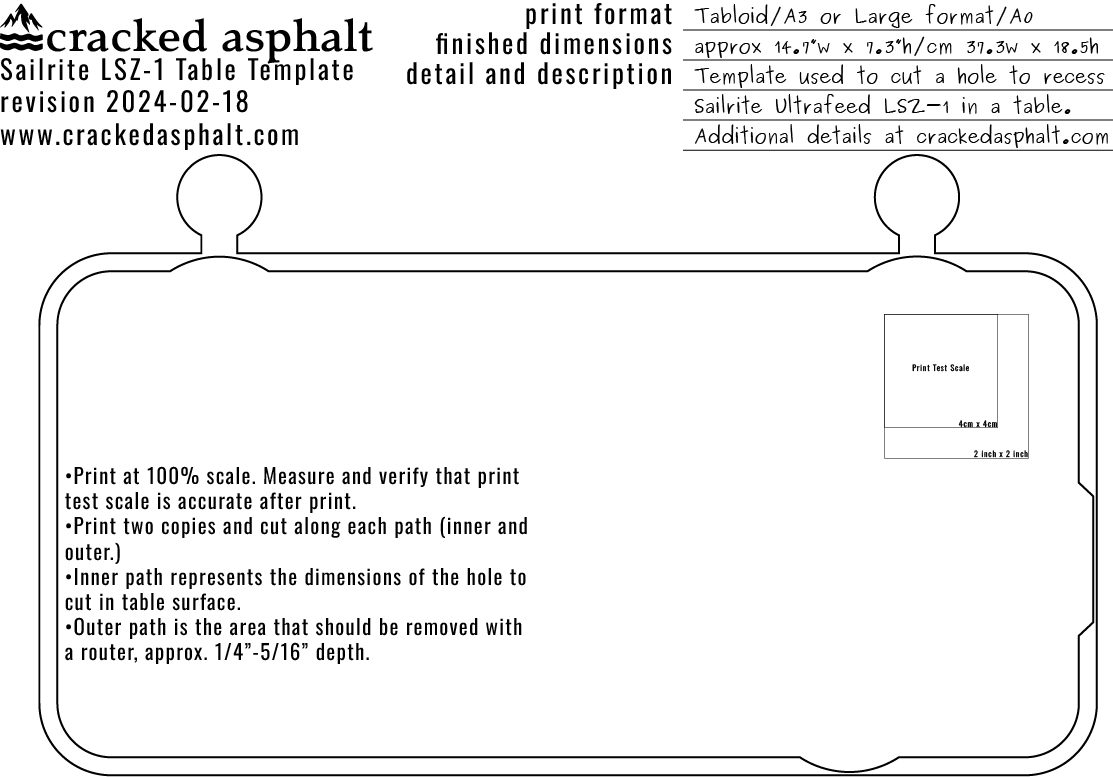 cracked asphalt
Sailrite LSZ-1 Table Template
revision 2024-02-18
www.crackedasphalt.com
print format
finished dimensions
detail and description
Tabloid/A3 or Large format/A0
approx 14.7"w x 7.3"h/cm 37.3w x 18.5h
Template used to cut a hole to recess
Sailrite Ultrafeed LSZ-1 in a table.
Additional details at crackedasphalt.com
Print Test Scale
4cm x 4cm
2 inch x 2 inch
•Print at 100% scale. Measure and verify that print
test scale is accurate after print.
•Print two copies and cut along each path (inner and
outer.)
•Inner path represents the dimensions of the hole to
cut in table surface.
•Outer path is the area that should be removed with
a router, approx. 1/4”-5/16” depth.